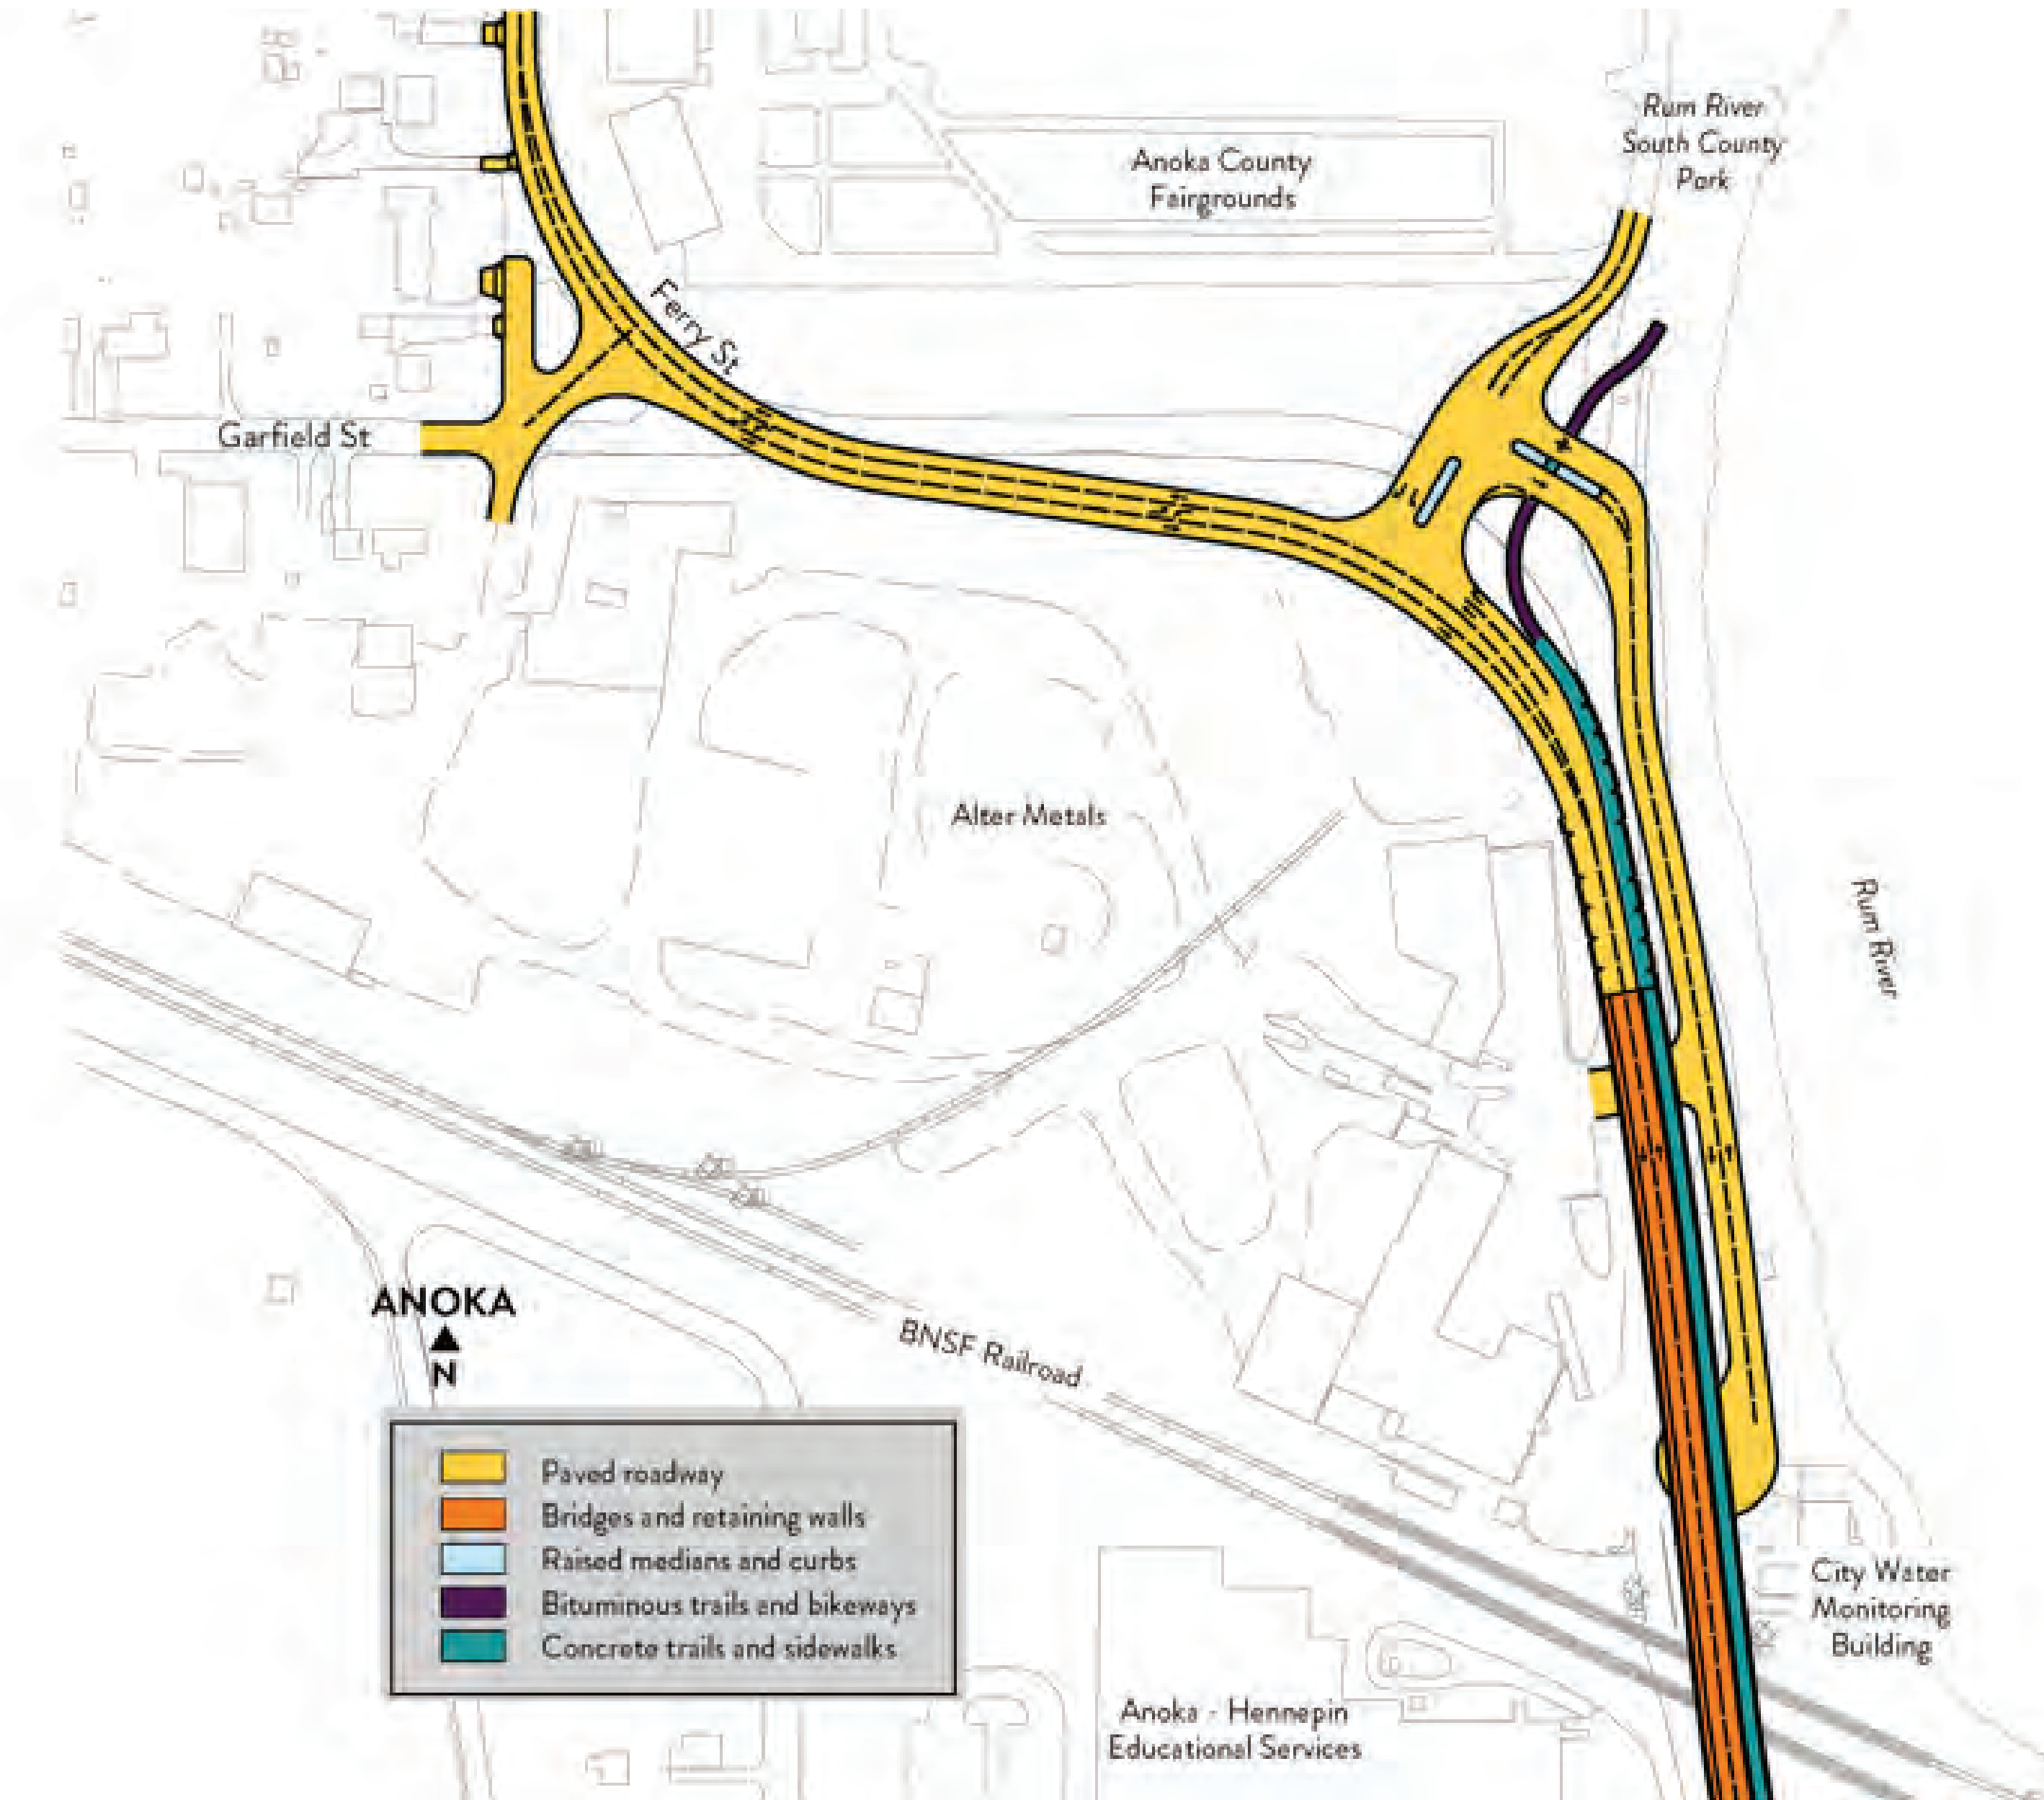 Rum River
South County
Park
Anoka County
Fairgrounds
Ferry St
Garfield St
Alter Metals
Rum River
ANOKA
N
BNSF Railroad
Paved roadway
Bridges and retaining walls
Raised medians and curbs
Bituminous trails and bikeways
Concrete trails and sidewalks
City Water
Monitoring
Building
Anoka - Hennepin
Educational Services